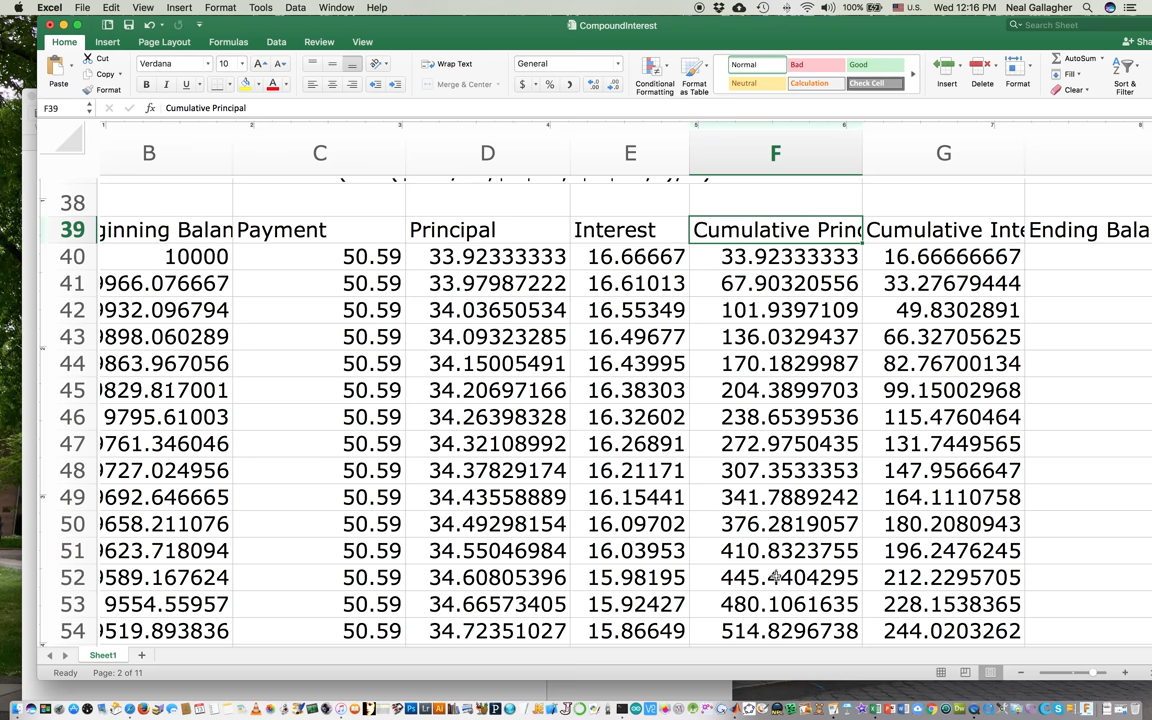 Excel File Edit View Insert Format Tools Data Window Help 100% U.S. Wed 12:16 PM Neal Gallagher
CompoundInterest Search Sheet
Home Insert Page Layout Formulas Data Review View Sha
Paste Cut Copy Format Verdana 10 Wrap Text General Normal Bad Good AutoSum
B I U A Merge & Center $ % Neutral Calculation Check Cell Conditional Formatting Format as Table Insert Delete Format Fill Clear Sort & Filter
F39 fx Cumulative Principal
B C D E F G
38
39 ginning Balan Payment Principal Interest Cumulative Princ Cumulative Inte Ending Bala
40 10000 50.59 33.92333333 16.66667 33.92333333 16.66666667
41 9966.076667 50.59 33.97987222 16.61013 67.90320556 33.27679444
42 9932.096794 50.59 34.03650534 16.55349 101.9397109 49.8302891
43 9898.060289 50.59 34.09323285 16.49677 136.0329437 66.32705625
44 9863.967056 50.59 34.15005491 16.43995 170.1829987 82.76700134
45 9829.817001 50.59 34.20697166 16.38303 204.3899703 99.15002968
46 9795.61003 50.59 34.26398328 16.32602 238.6539536 115.4760464
47 9761.346046 50.59 34.32108992 16.26891 272.9750435 131.7449565
48 9727.024956 50.59 34.37829174 16.21171 307.3533353 147.9566647
49 9692.646665 50.59 34.43558889 16.15441 341.7889242 164.1110758
50 9658.211076 50.59 34.49298154 16.09702 376.2819057 180.2080943
51 9623.718094 50.59 34.55046984 16.03953 410.8323755 196.2476245
52 9589.167624 50.59 34.60805396 15.98195 445.4404295 212.2295705
53 9554.55957 50.59 34.66573405 15.92427 480.1061635 228.1538365
54 9519.893836 50.59 34.72351027 15.86649 514.8296738 244.0203262
Sheet1
Ready Page: 2 of 11